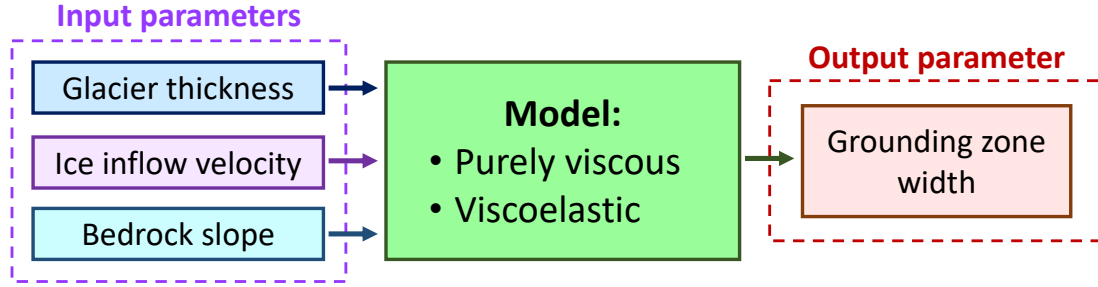 Input parameters
Glacier thickness
Ice inflow velocity
Bedrock slope
Model:
• Purely viscous
• Viscoelastic
Output parameter
Grounding zone
width